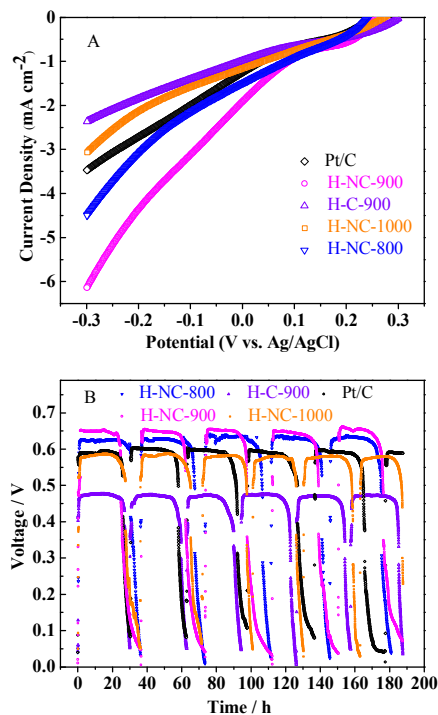 A
0
-1
-2
-3
-4
-5
-6
Current Density (mA cm⁻²)
Pt/C
H-NC-900
H-C-900
H-NC-1000
H-NC-800
-0.3 -0.2 -0.1 0.0 0.1 0.2 0.3
Potential (V vs. Ag/AgCl)
B
H-NC-800 H-C-900 Pt/C
H-NC-900 H-NC-1000
0.7
0.6
0.5
0.4
0.3
0.2
0.1
0.0
Voltage / V
0 20 40 60 80 100 120 140 160 180 200
Time / h